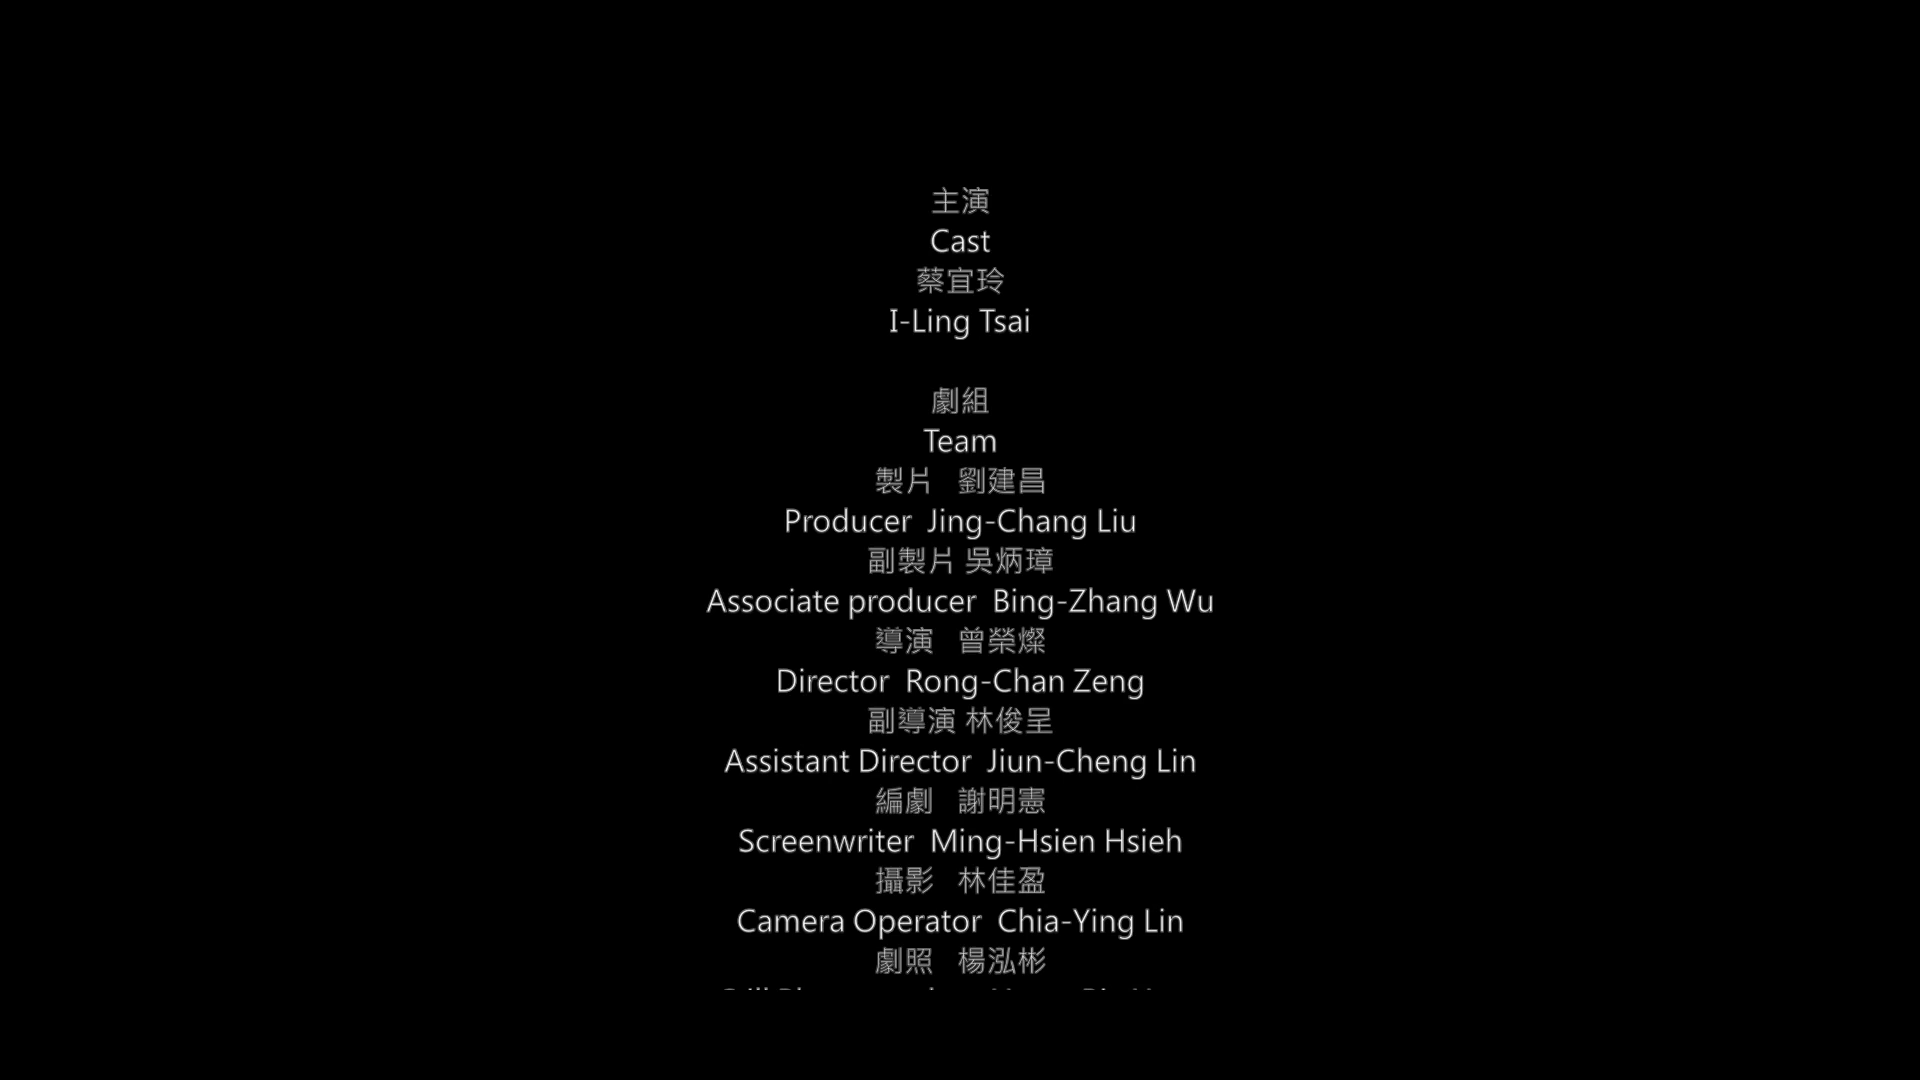 主演
Cast
蔡宜玲
I-Ling Tsai
劇組
Team
製片 劉建昌
Producer Jing-Chang Liu
副製片 吳炳璋
Associate producer Bing-Zhang Wu
導演 曾榮燦
Director Rong-Chan Zeng
副導演 林俊呈
Assistant Director Jiun-Cheng Lin
編劇 謝明憲
Screenwriter Ming-Hsien Hsieh
攝影 林佳盈
Camera Operator Chia-Ying Lin
劇照 楊泓彬